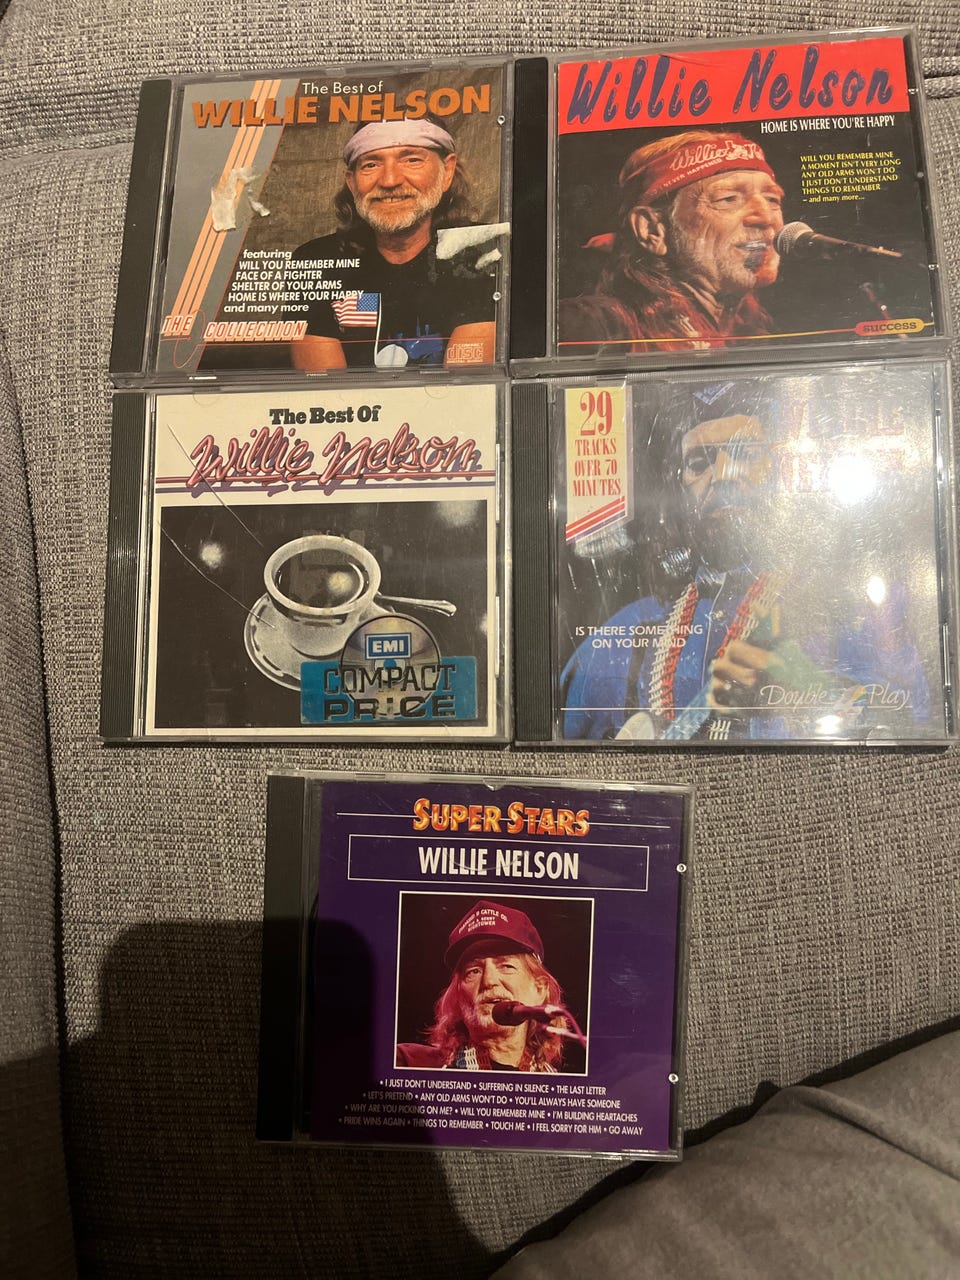 The Best of
WILLIE NELSON
featuring
WILL YOU REMEMBER MINE
FACE OF A FIGHTER
SHELTER OF YOUR ARMS
HOME IS WHERE YOUR HAPPY
and many more
THE COLLECTION
COMPACT
disc
Willie Nelson
HOME IS WHERE YOU'RE HAPPY
WILL YOU REMEMBER MINE
A MOMENT ISN'T VERY LONG
ANY OLD ARMS WON'T DO
I JUST DON'T UNDERSTAND
THINGS TO REMEMBER
– and many more...
success
The Best Of
Willie Nelson
EMI
COMPACT
PRICE
29
TRACKS
OVER 70
MINUTES
IS THERE SOMETHING
ON YOUR MIND
Double Play
SUPER STARS
WILLIE NELSON
• I JUST DON'T UNDERSTAND • SUFFERING IN SILENCE • THE LAST LETTER
• LET'S PRETEND • ANY OLD ARMS WON'T DO • YOU'LL ALWAYS HAVE SOMEONE
• WHY ARE YOU PICKING ON ME? • WILL YOU REMEMBER MINE • I'M BUILDING HEARTACHES
• PRIDE WINS AGAIN • THINGS TO REMEMBER • TOUCH ME • I FEEL SORRY FOR HIM • GO AWAY